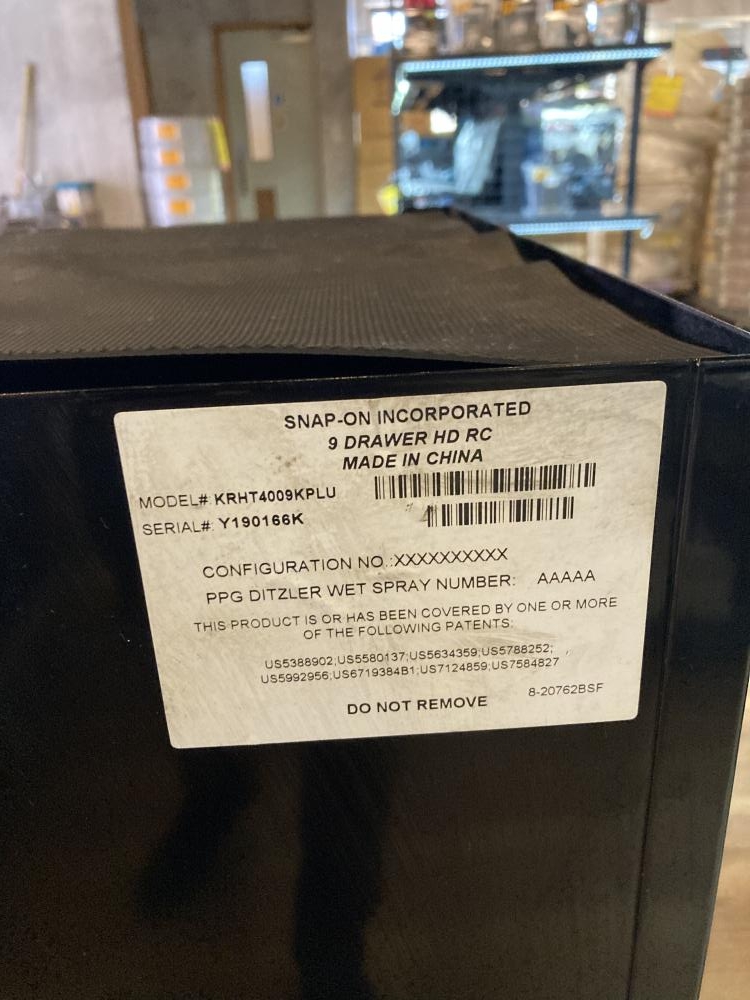 SNAP-ON INCORPORATED
9 DRAWER HD RC
MADE IN CHINA
MODEL# KRHT4009KPLU
SERIAL#: Y190166K
CONFIGURATION NO.:XXXXXXXXXX
PPG DITZLER WET SPRAY NUMBER: AAAAA
THIS PRODUCT IS OR HAS BEEN COVERED BY ONE OR MORE
OF THE FOLLOWING PATENTS:
US5388902;US5580137;US5634359;US5788252;
US5992956;US6719384B1;US7124859;US7584827
8-20762BSF
DO NOT REMOVE